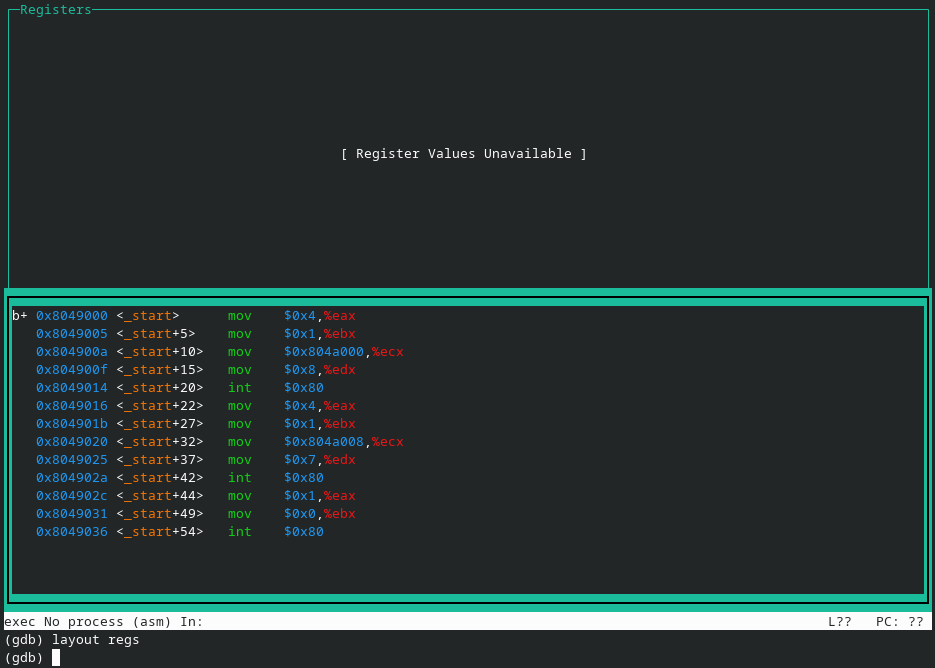 Registers
[ Register Values Unavailable ]
b+ 0x8049000 <_start> mov $0x4,%eax
0x8049005 <_start+5> mov $0x1,%ebx
0x804900a <_start+10> mov $0x804a000,%ecx
0x804900f <_start+15> mov $0x8,%edx
0x8049014 <_start+20> int $0x80
0x8049016 <_start+22> mov $0x4,%eax
0x804901b <_start+27> mov $0x1,%ebx
0x8049020 <_start+32> mov $0x804a008,%ecx
0x8049025 <_start+37> mov $0x7,%edx
0x804902a <_start+42> int $0x80
0x804902c <_start+44> mov $0x1,%eax
0x8049031 <_start+49> mov $0x0,%ebx
0x8049036 <_start+54> int $0x80
exec No process (asm) In: L?? PC: ??
(gdb) layout regs
(gdb)